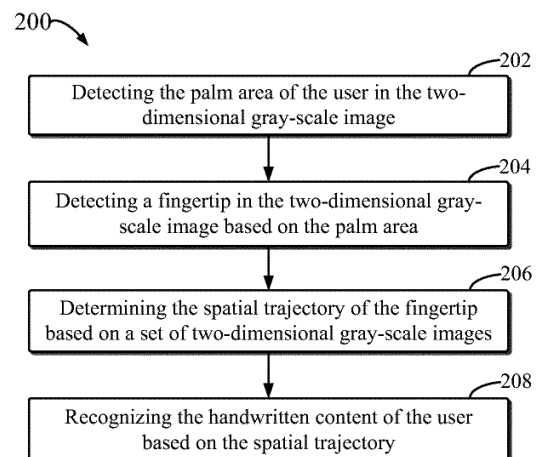 200
202
Detecting the palm area of the user in the two-
dimensional gray-scale image
204
Detecting a fingertip in the two-dimensional gray-
scale image based on the palm area
206
Determining the spatial trajectory of the fingertip
based on a set of two-dimensional gray-scale images
208
Recognizing the handwritten content of the user
based on the spatial trajectory